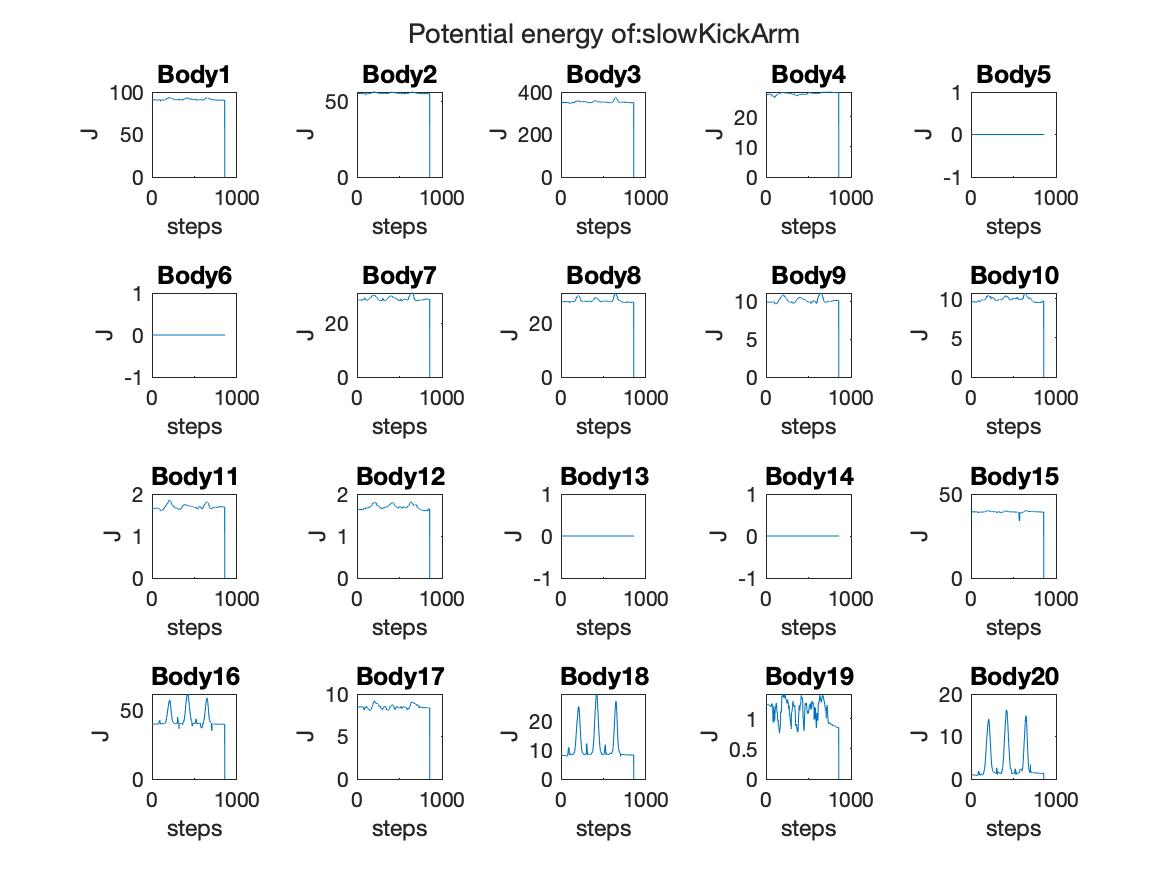 Potential energy of:slowKickArm
Body1 Body2 Body3 Body4 Body5
100 50 0 J 0 1000 steps
50 0 J 0 1000 steps
400 200 0 J 0 1000 steps
20 10 0 J 0 1000 steps
1 0 -1 J 0 1000 steps
Body6 Body7 Body8 Body9 Body10
1 0 -1 J 0 1000 steps
20 0 J 0 1000 steps
20 0 J 0 1000 steps
10 5 0 J 0 1000 steps
10 5 0 J 0 1000 steps
Body11 Body12 Body13 Body14 Body15
2 1 0 J 0 1000 steps
2 1 0 J 0 1000 steps
1 0 -1 J 0 1000 steps
1 0 -1 J 0 1000 steps
50 0 J 0 1000 steps
Body16 Body17 Body18 Body19 Body20
50 0 J 0 1000 steps
10 5 0 J 0 1000 steps
20 10 0 J 0 1000 steps
1 0.5 0 J 0 1000 steps
20 10 0 J 0 1000 steps